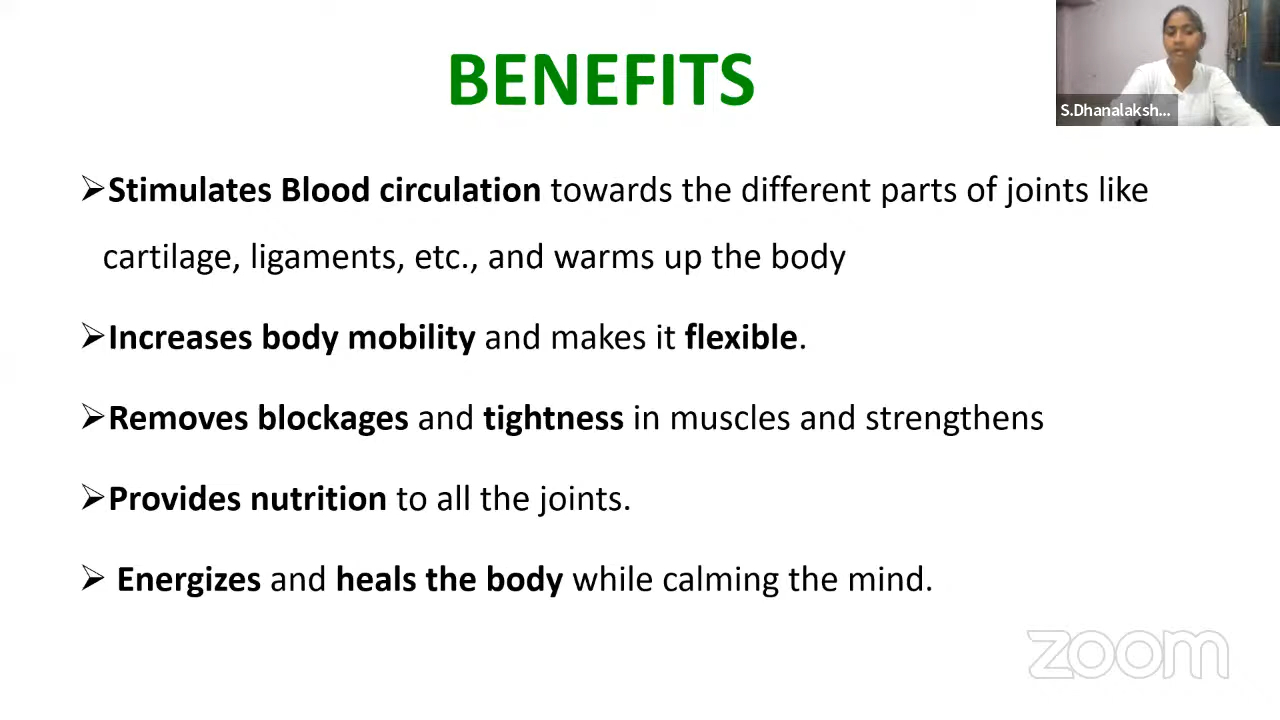 BENEFITS
S.Dhanalaksh...
➢Stimulates Blood circulation towards the different parts of joints like
cartilage, ligaments, etc., and warms up the body
➢Increases body mobility and makes it flexible.
➢Removes blockages and tightness in muscles and strengthens
➢Provides nutrition to all the joints.
➢ Energizes and heals the body while calming the mind.
zoom